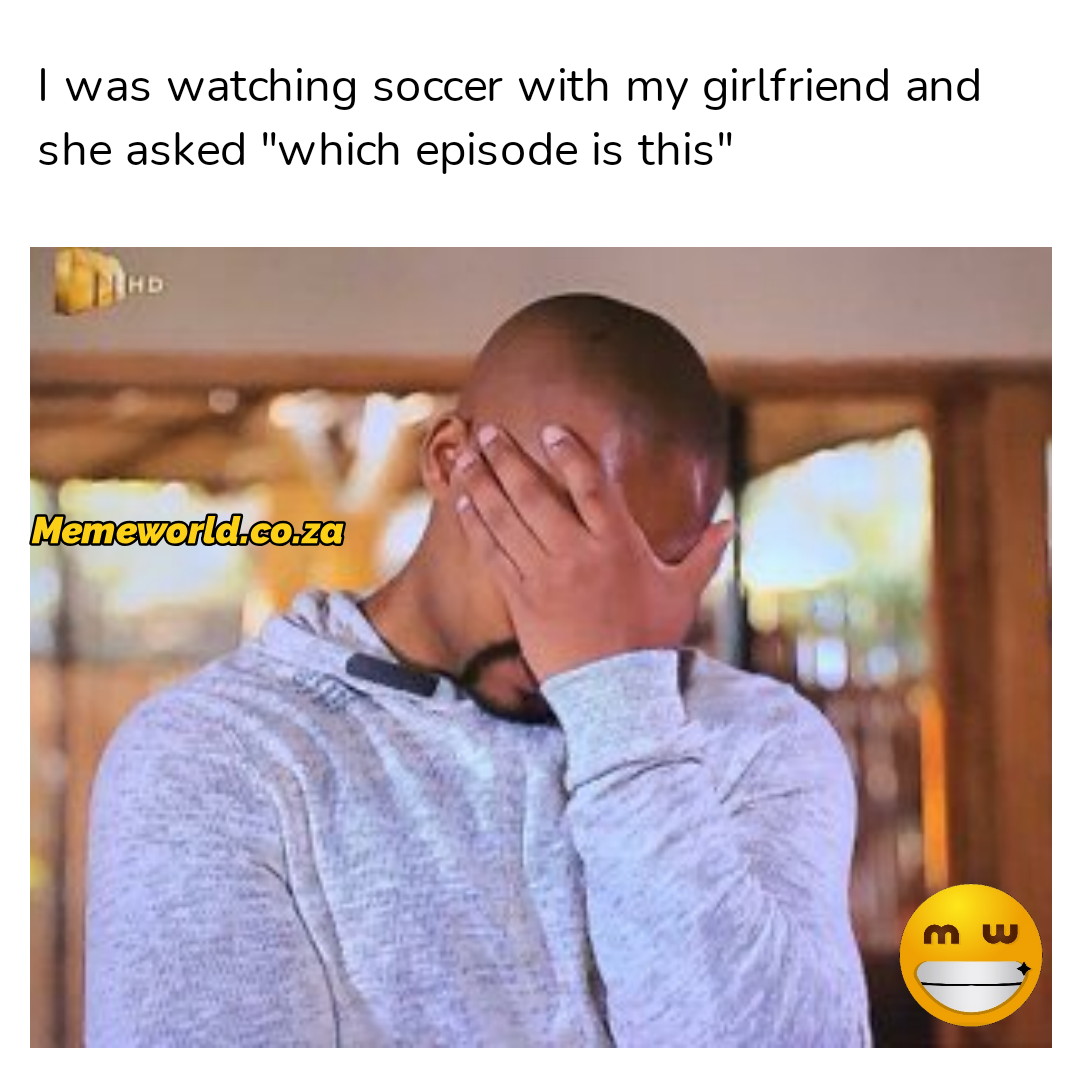 I was watching soccer with my girlfriend and
she asked "which episode is this"
HD
Memeworld.co.za
m w